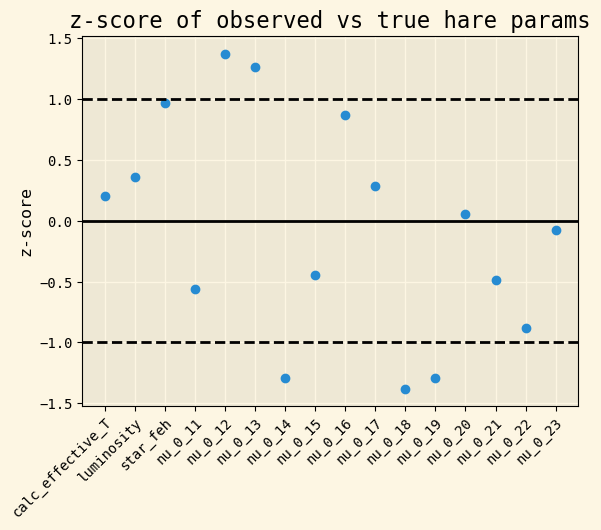 z-score of observed vs true hare params
z-score
1.5
1.0
0.5
0.0
−0.5
−1.0
−1.5
calc_effective_T
luminosity
star_feh
nu_0_11
nu_0_12
nu_0_13
nu_0_14
nu_0_15
nu_0_16
nu_0_17
nu_0_18
nu_0_19
nu_0_20
nu_0_21
nu_0_22
nu_0_23